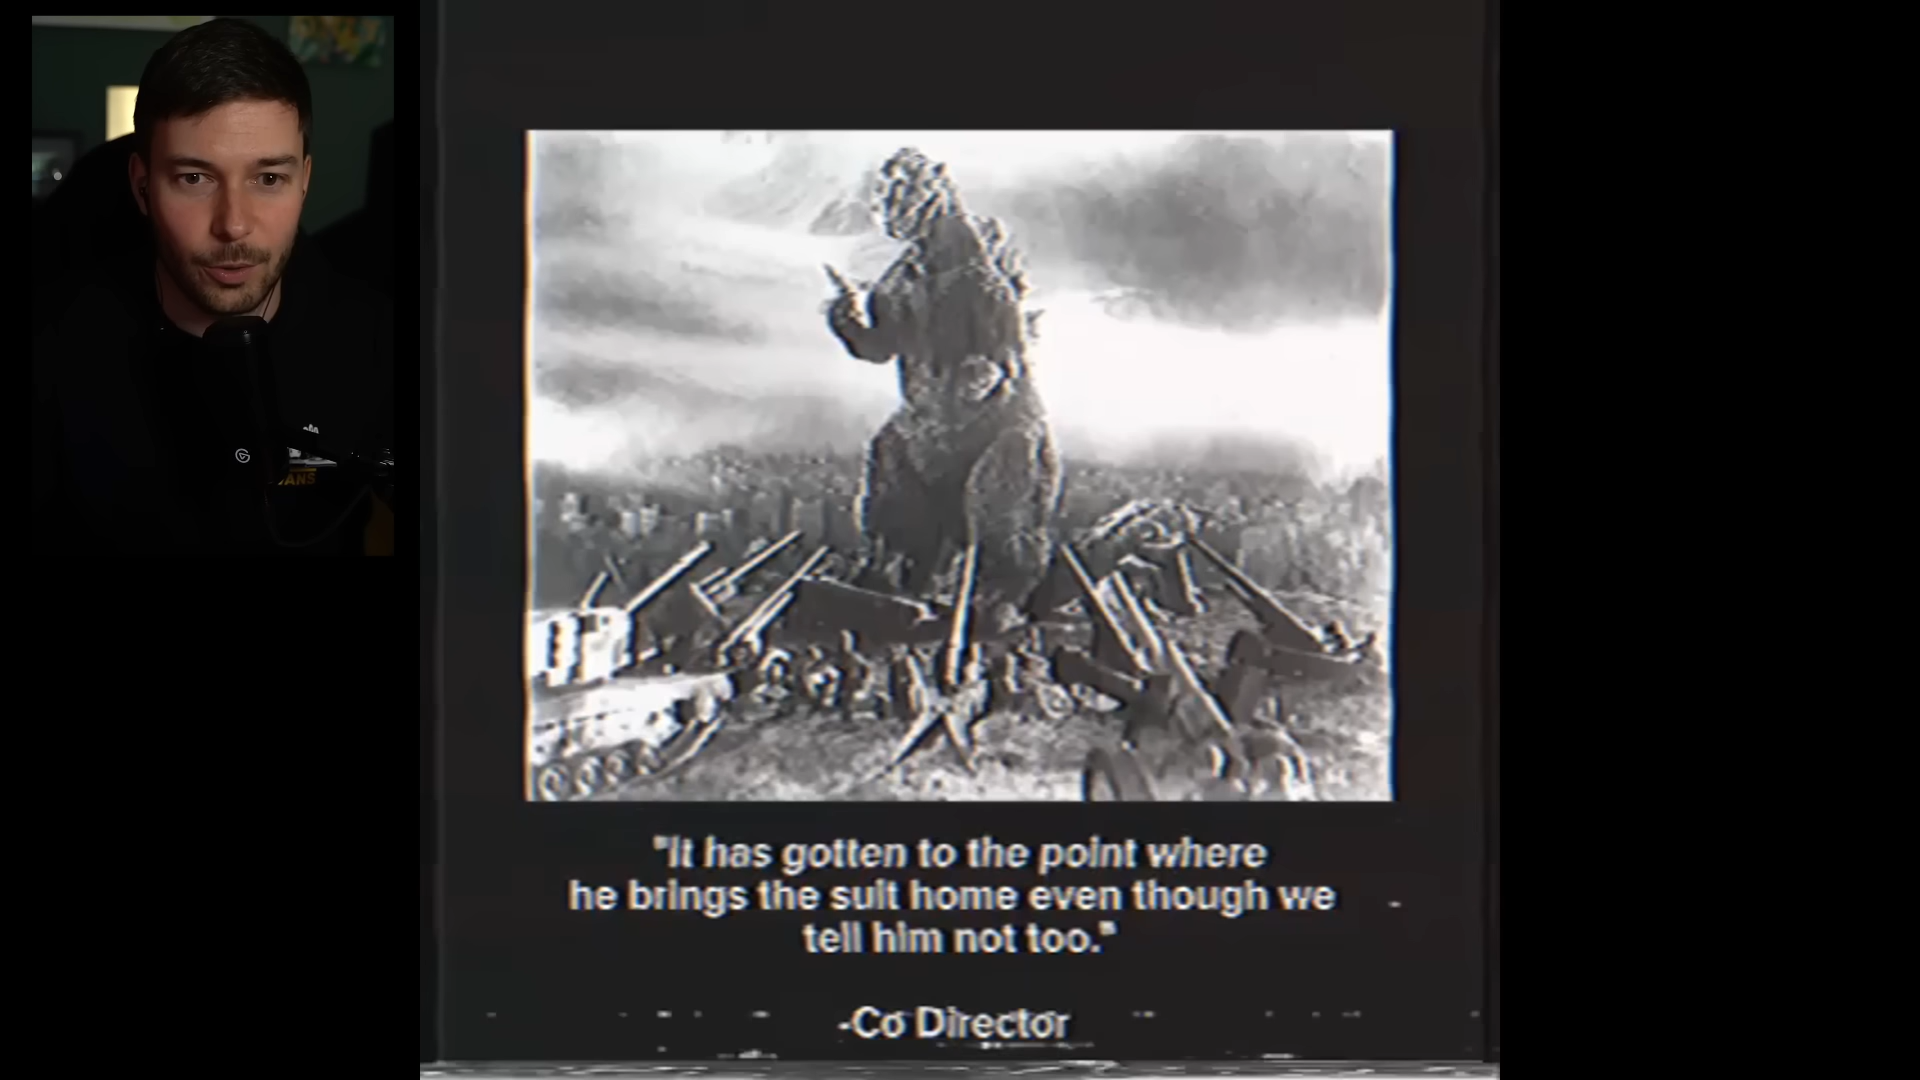 "It has gotten to the point where
he brings the suit home even though we
tell him not too."
-Co Director